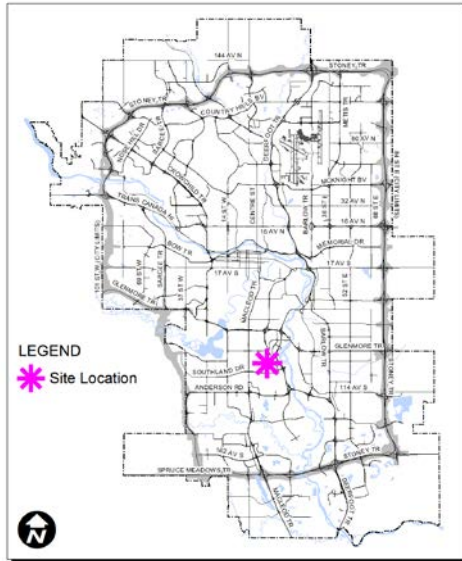 144 AV N
STONEY TR
STONEY TR
COUNTRY HILLS BV
NOSE HILL DR
SARCEE TR
DEERFOOT TR
METIS TR
80 AV N
CROWCHILD TR
MCKNIGHT BV
TRANS CANADA HI
14 ST W
CENTRE ST
BARLOW TR
36 ST E
32 AV N
16 AV N
16 AV N
68 ST E
BOW TR
MEMORIAL DR
17 AV S
17 AV S
69 ST W
SARCEE TR
37 ST W
MACLEOD TR
52 ST E
101 ST W (CITY LIMITS)
GLENMORE TR
BARLOW TR
GLENMORE TR
STONEY TR
LEGEND
Site Location
SOUTHLAND DR
ANDERSON RD
114 AV S
162 AV S
STONEY TR
SPRUCE MEADOWS TR
MACLEOD TR
DEERFOOT TR
N